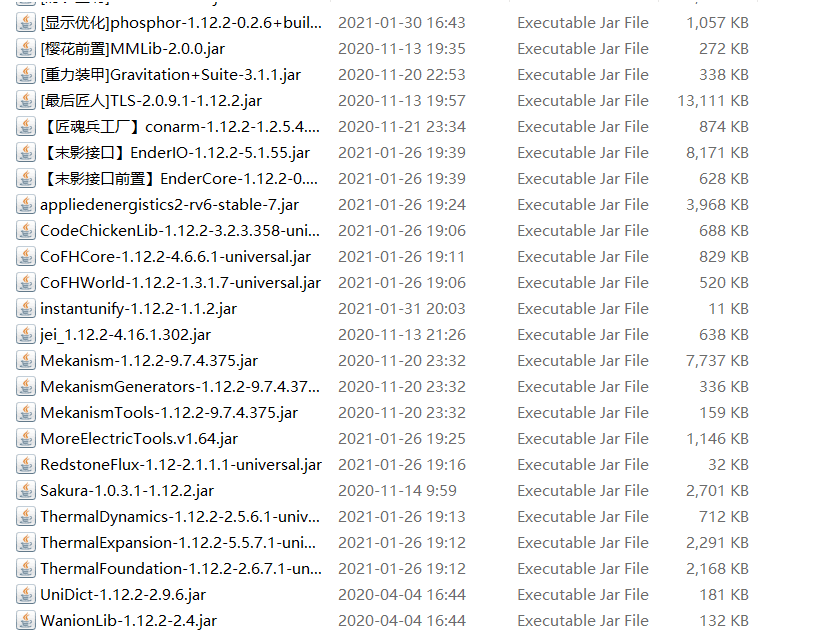 [显示优化]phosphor-1.12.2-0.2.6+buil... 2021-01-30 16:43 Executable Jar File 1,057 KB
[樱花前置]MMLib-2.0.0.jar 2020-11-13 19:35 Executable Jar File 272 KB
[重力装甲]Gravitation+Suite-3.1.1.jar 2020-11-20 22:53 Executable Jar File 338 KB
[最后匠人]TLS-2.0.9.1-1.12.2.jar 2020-11-13 19:57 Executable Jar File 13,111 KB
【匠魂兵工厂】conarm-1.12.2-1.2.5.4.... 2020-11-21 23:34 Executable Jar File 874 KB
【末影接口】EnderIO-1.12.2-5.1.55.jar 2021-01-26 19:39 Executable Jar File 8,171 KB
【末影接口前置】EnderCore-1.12.2-0.... 2021-01-26 19:39 Executable Jar File 628 KB
appliedenergistics2-rv6-stable-7.jar 2021-01-26 19:24 Executable Jar File 3,968 KB
CodeChickenLib-1.12.2-3.2.3.358-uni... 2021-01-26 19:06 Executable Jar File 688 KB
CoFHCore-1.12.2-4.6.6.1-universal.jar 2021-01-26 19:11 Executable Jar File 829 KB
CoFHWorld-1.12.2-1.3.1.7-universal.jar 2021-01-26 19:06 Executable Jar File 520 KB
instantunify-1.12.2-1.1.2.jar 2021-01-31 20:03 Executable Jar File 11 KB
jei_1.12.2-4.16.1.302.jar 2020-11-13 21:26 Executable Jar File 638 KB
Mekanism-1.12.2-9.7.4.375.jar 2020-11-20 23:32 Executable Jar File 7,737 KB
MekanismGenerators-1.12.2-9.7.4.37... 2020-11-20 23:32 Executable Jar File 336 KB
MekanismTools-1.12.2-9.7.4.375.jar 2020-11-20 23:32 Executable Jar File 159 KB
MoreElectricTools.v1.64.jar 2021-01-26 19:25 Executable Jar File 1,146 KB
RedstoneFlux-1.12-2.1.1.1-universal.jar 2021-01-26 19:16 Executable Jar File 32 KB
Sakura-1.0.3.1-1.12.2.jar 2020-11-14 9:59 Executable Jar File 2,701 KB
ThermalDynamics-1.12.2-2.5.6.1-univ... 2021-01-26 19:13 Executable Jar File 712 KB
ThermalExpansion-1.12.2-5.5.7.1-uni... 2021-01-26 19:12 Executable Jar File 2,291 KB
ThermalFoundation-1.12.2-2.6.7.1-un... 2021-01-26 19:12 Executable Jar File 2,168 KB
UniDict-1.12.2-2.9.6.jar 2020-04-04 16:44 Executable Jar File 181 KB
WanionLib-1.12.2-2.4.jar 2020-04-04 16:44 Executable Jar File 132 KB